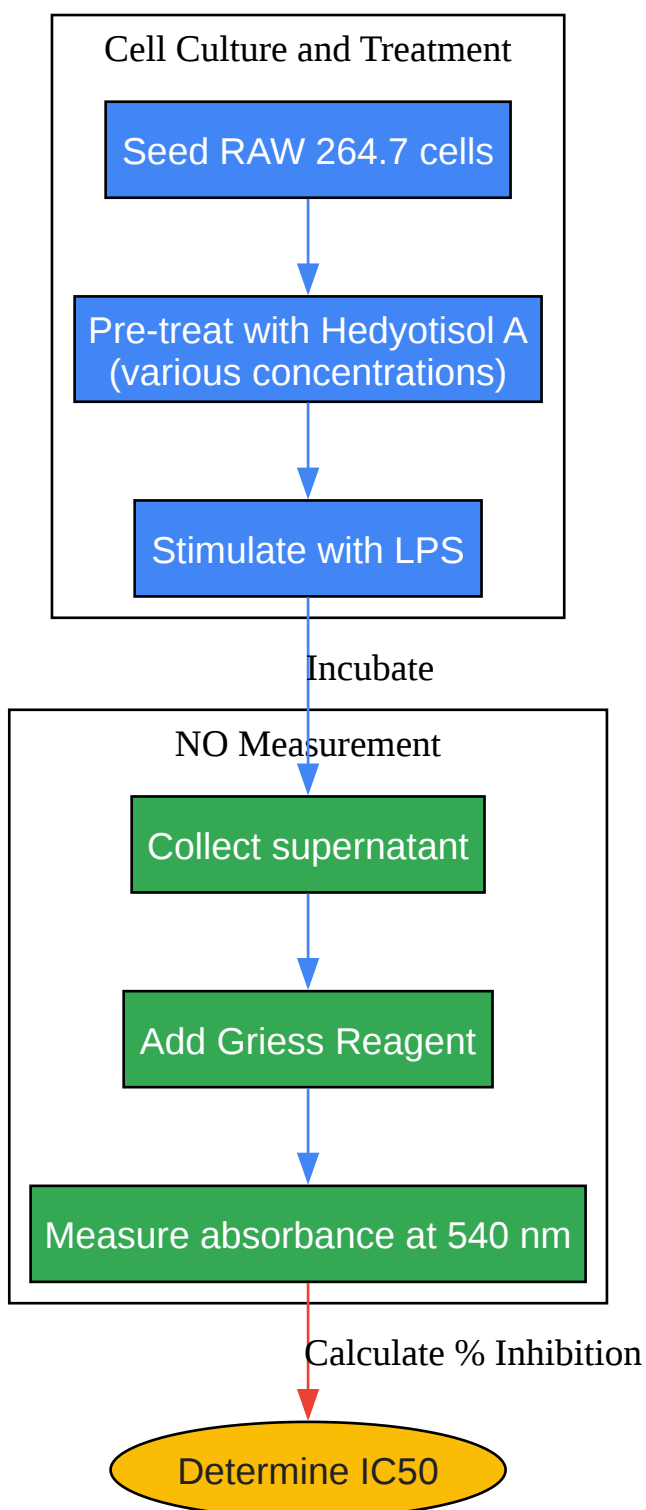 Cell Culture and Treatment
Seed RAW 264.7 cells
Pre-treat with Hedyotisol A
(various concentrations)
Stimulate with LPS
Incubate
NO Measurement
Collect supernatant
Add Griess Reagent
Measure absorbance at 540 nm
Calculate % Inhibition
Determine IC50